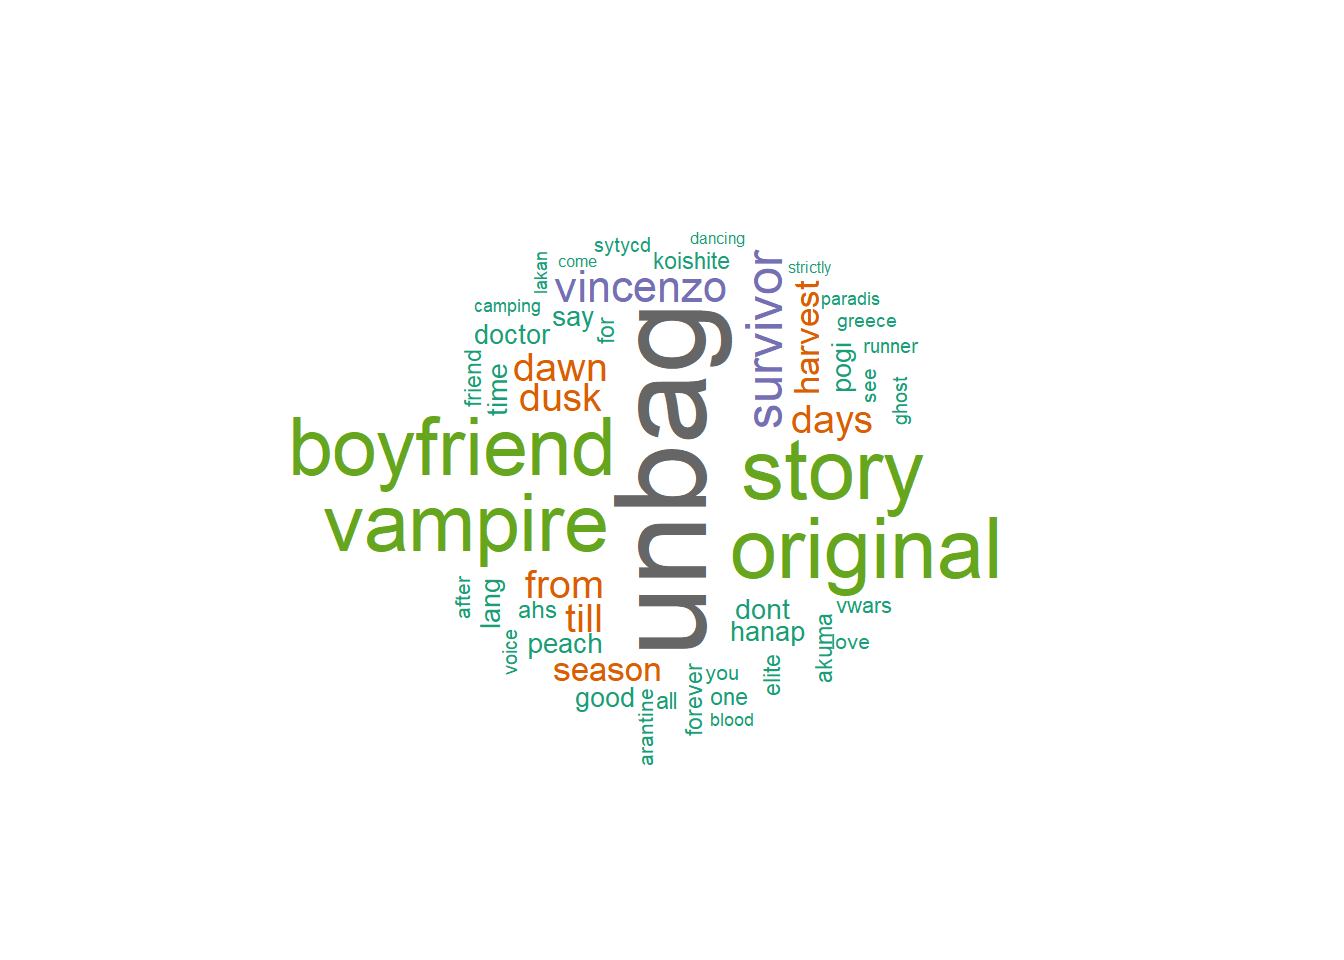 dancing
sytycd
koishite
come
strictly
lakan
vincenzo
survivor
harvest
paradis
camping
say
for
greece
doctor
unbag
pogi
runner
friend
time
dawn
see
ghost
dusk
days
boyfriend
story
vampire
original
after
lang
from
ahs
till
dont
vwars
hanap
akuma
love
voice
peach
season
elite
you
good
all
forever
one
arantine
blood